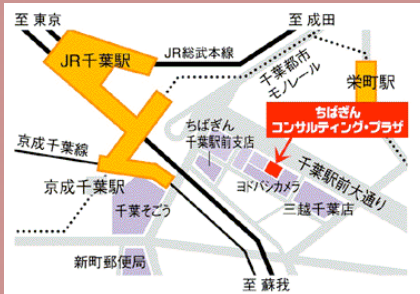 至 東京
至 成田
JR総武本線
JR千葉駅
千葉都市
モノレール
栄町駅
ちばぎん
コンサルティング・プラザ
ちばぎん
千葉駅前支店
京成千葉線
千葉駅前大通り
ヨドバシカメラ
京成千葉駅
三越千葉店
千葉そごう
新町郵便局
至 蘇我